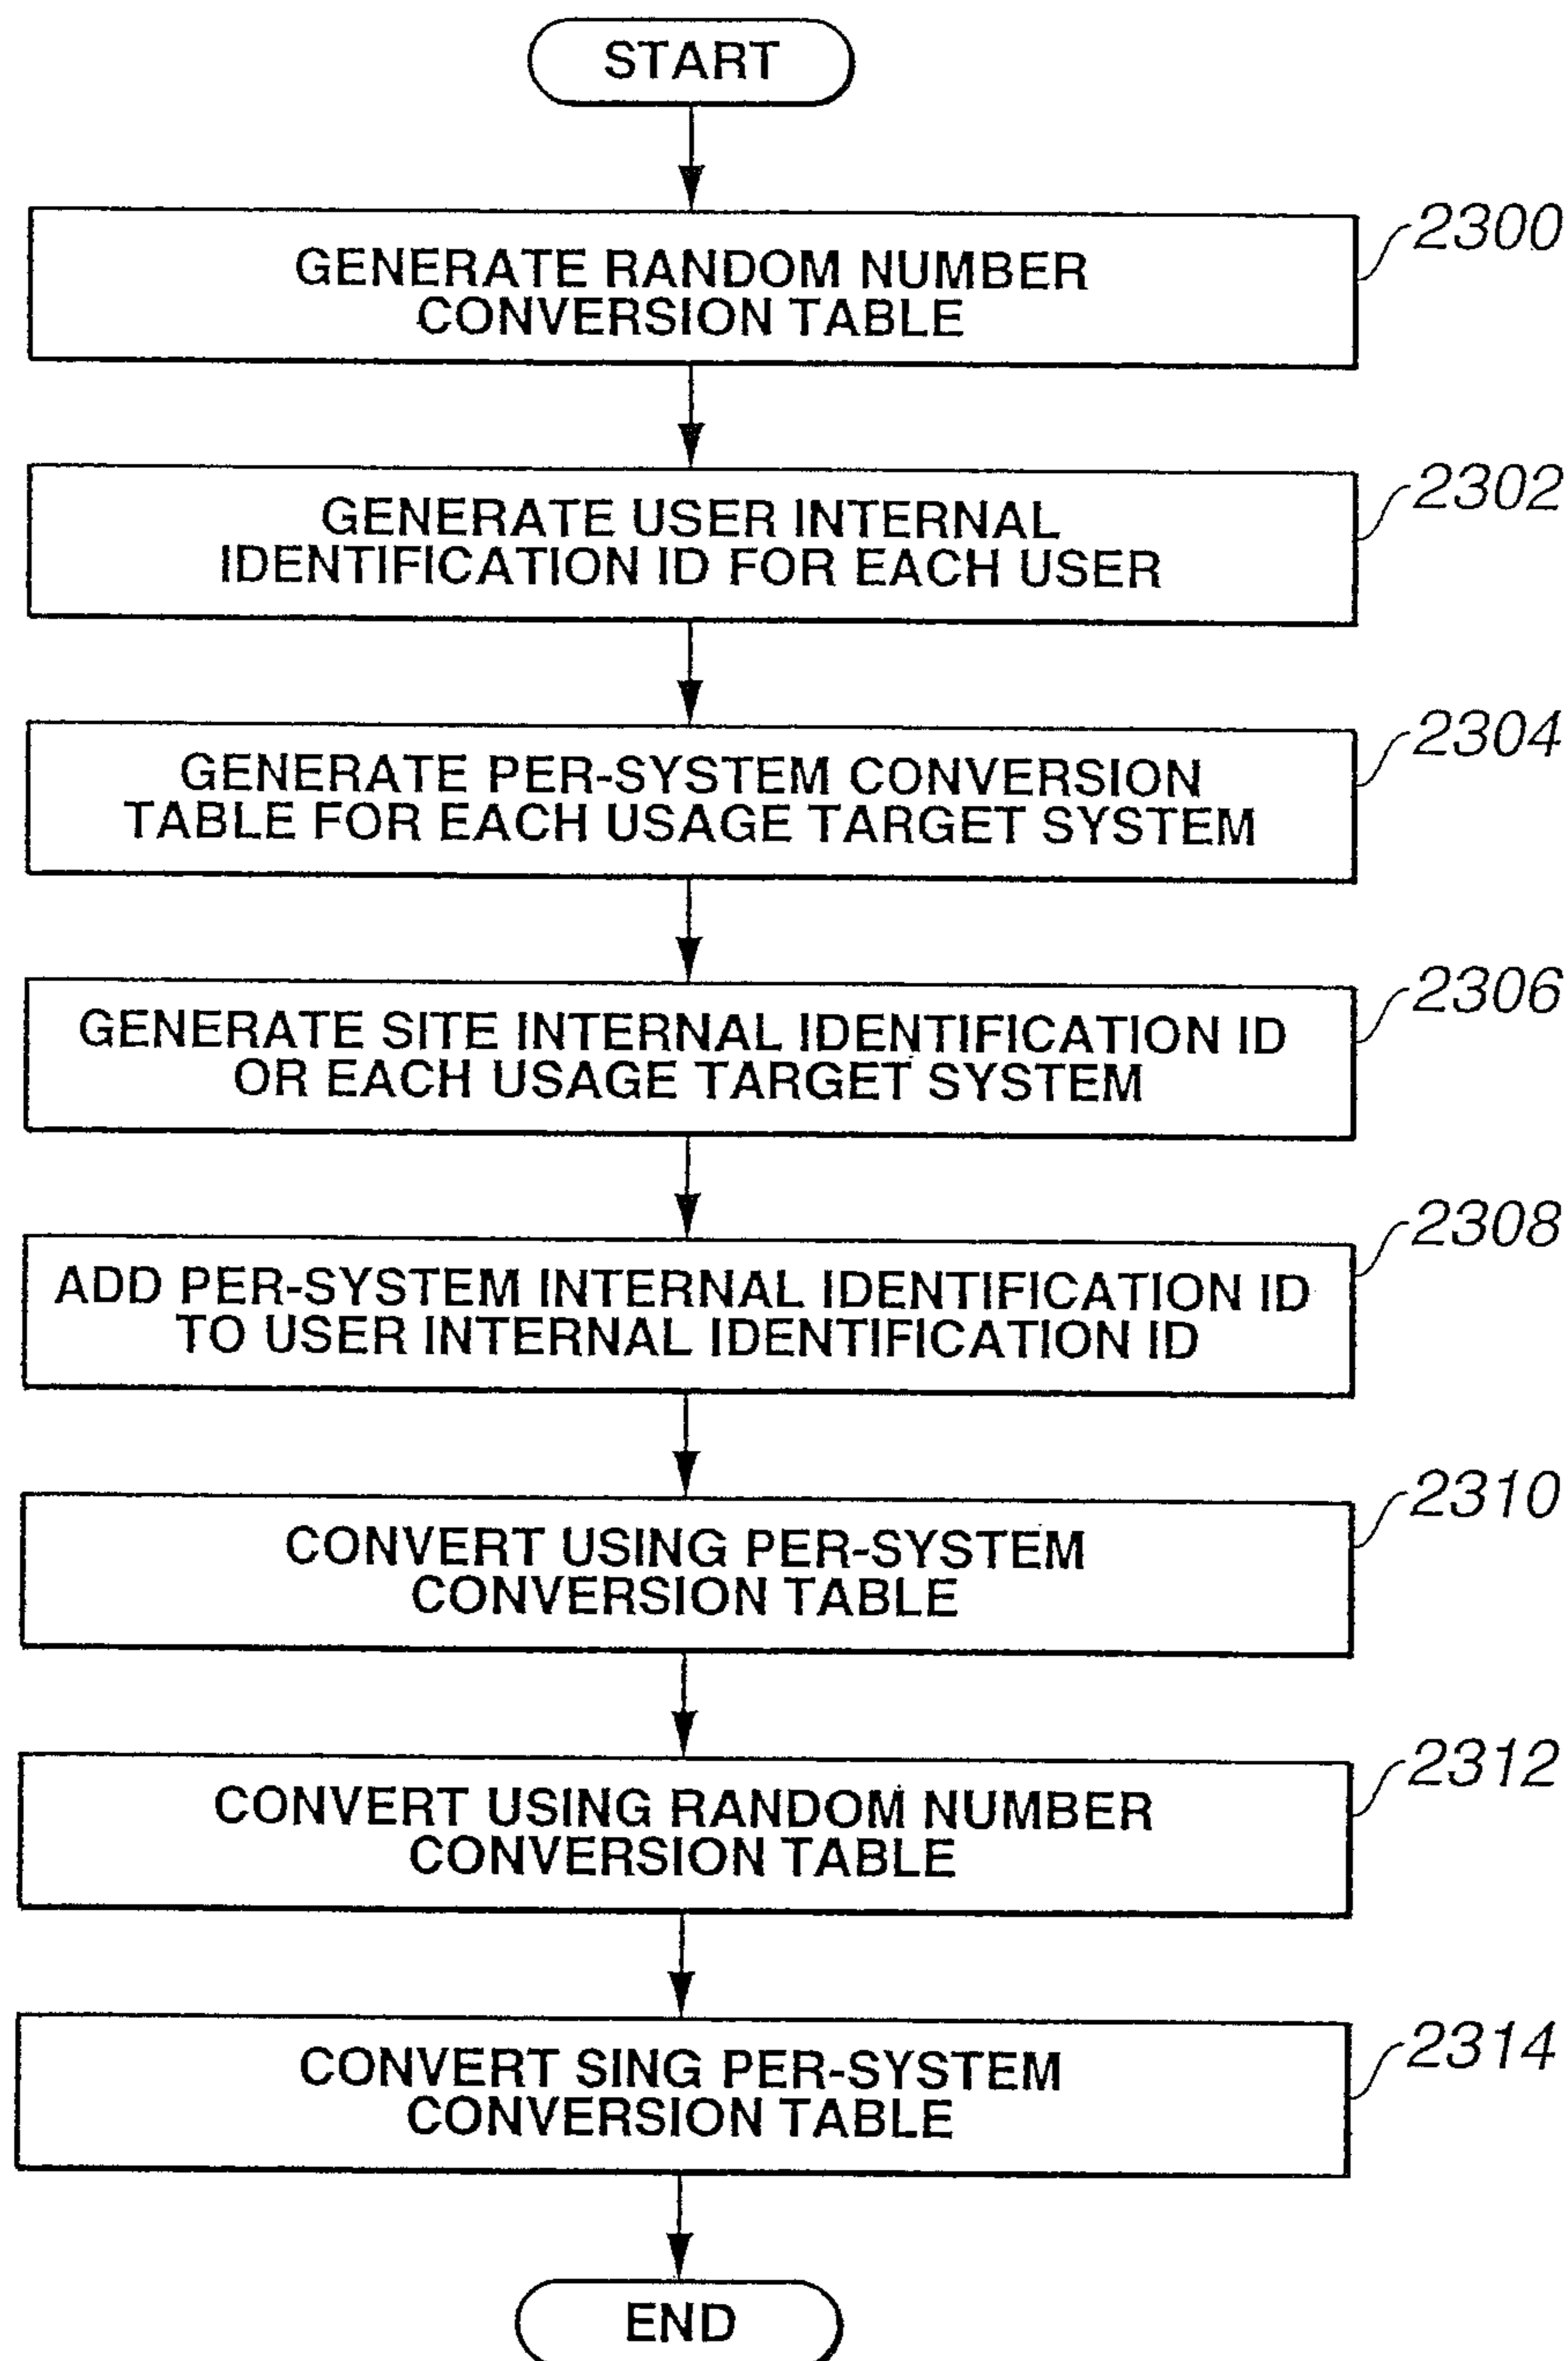 START
GENERATE RANDOM NUMBER
CONVERSION TABLE
2300
GENERATE USER INTERNAL
IDENTIFICATION ID FOR EACH USER
2302
GENERATE PER-SYSTEM CONVERSION
TABLE FOR EACH USAGE TARGET SYSTEM
2304
GENERATE SITE INTERNAL IDENTIFICATION ID
OR EACH USAGE TARGET SYSTEM
2306
ADD PER-SYSTEM INTERNAL IDENTIFICATION ID
TO USER INTERNAL IDENTIFICATION ID
2308
CONVERT USING PER-SYSTEM
CONVERSION TABLE
2310
CONVERT USING RANDOM NUMBER
CONVERSION TABLE
2312
CONVERT SING PER-SYSTEM
CONVERSION TABLE
2314
END